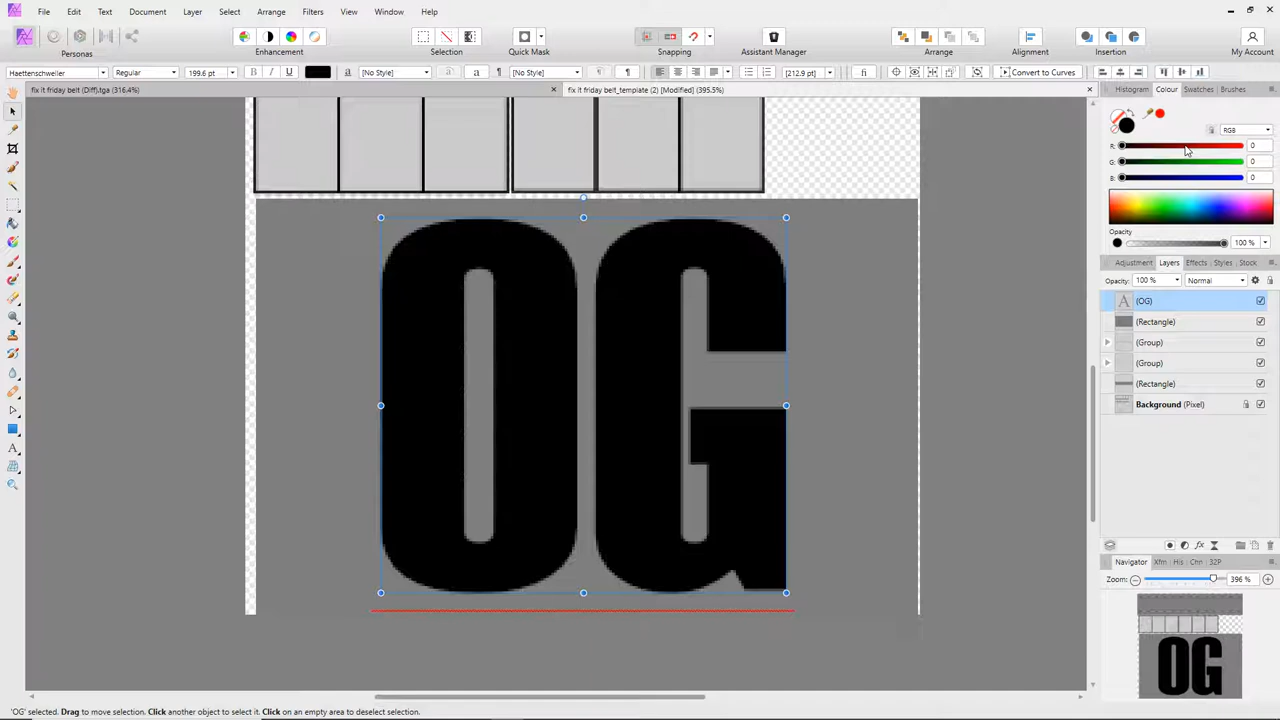 File Edit Text Document Layer Select Arrange Filters View Window Help
Personas Enhancement Selection Quick Mask Snapping Assistant Manager Arrange Alignment Insertion My Account
Haettenschweiler Regular 199.6 pt B I U a [No Style] a [No Style] ¶ [212.9 pt] fi Convert to Curves
fix it friday belt (Diff).tga (316.4%) fix it friday belt_template (2) [Modified] (395.5%)
Histogram Colour Swatches Brushes
RGB
R: 0
G: 0
B: 0
Opacity
100 %
Adjustment Layers Effects Styles Stock
Opacity: 100 % Normal
A (OG)
(Rectangle)
(Group)
(Group)
(Rectangle)
Background (Pixel)
OG
fx
Navigator Xfm His Chn 32P
Zoom: 396 %
OG
'OG' selected. Drag to move selection. Click another object to select it. Click on an empty area to deselect selection.